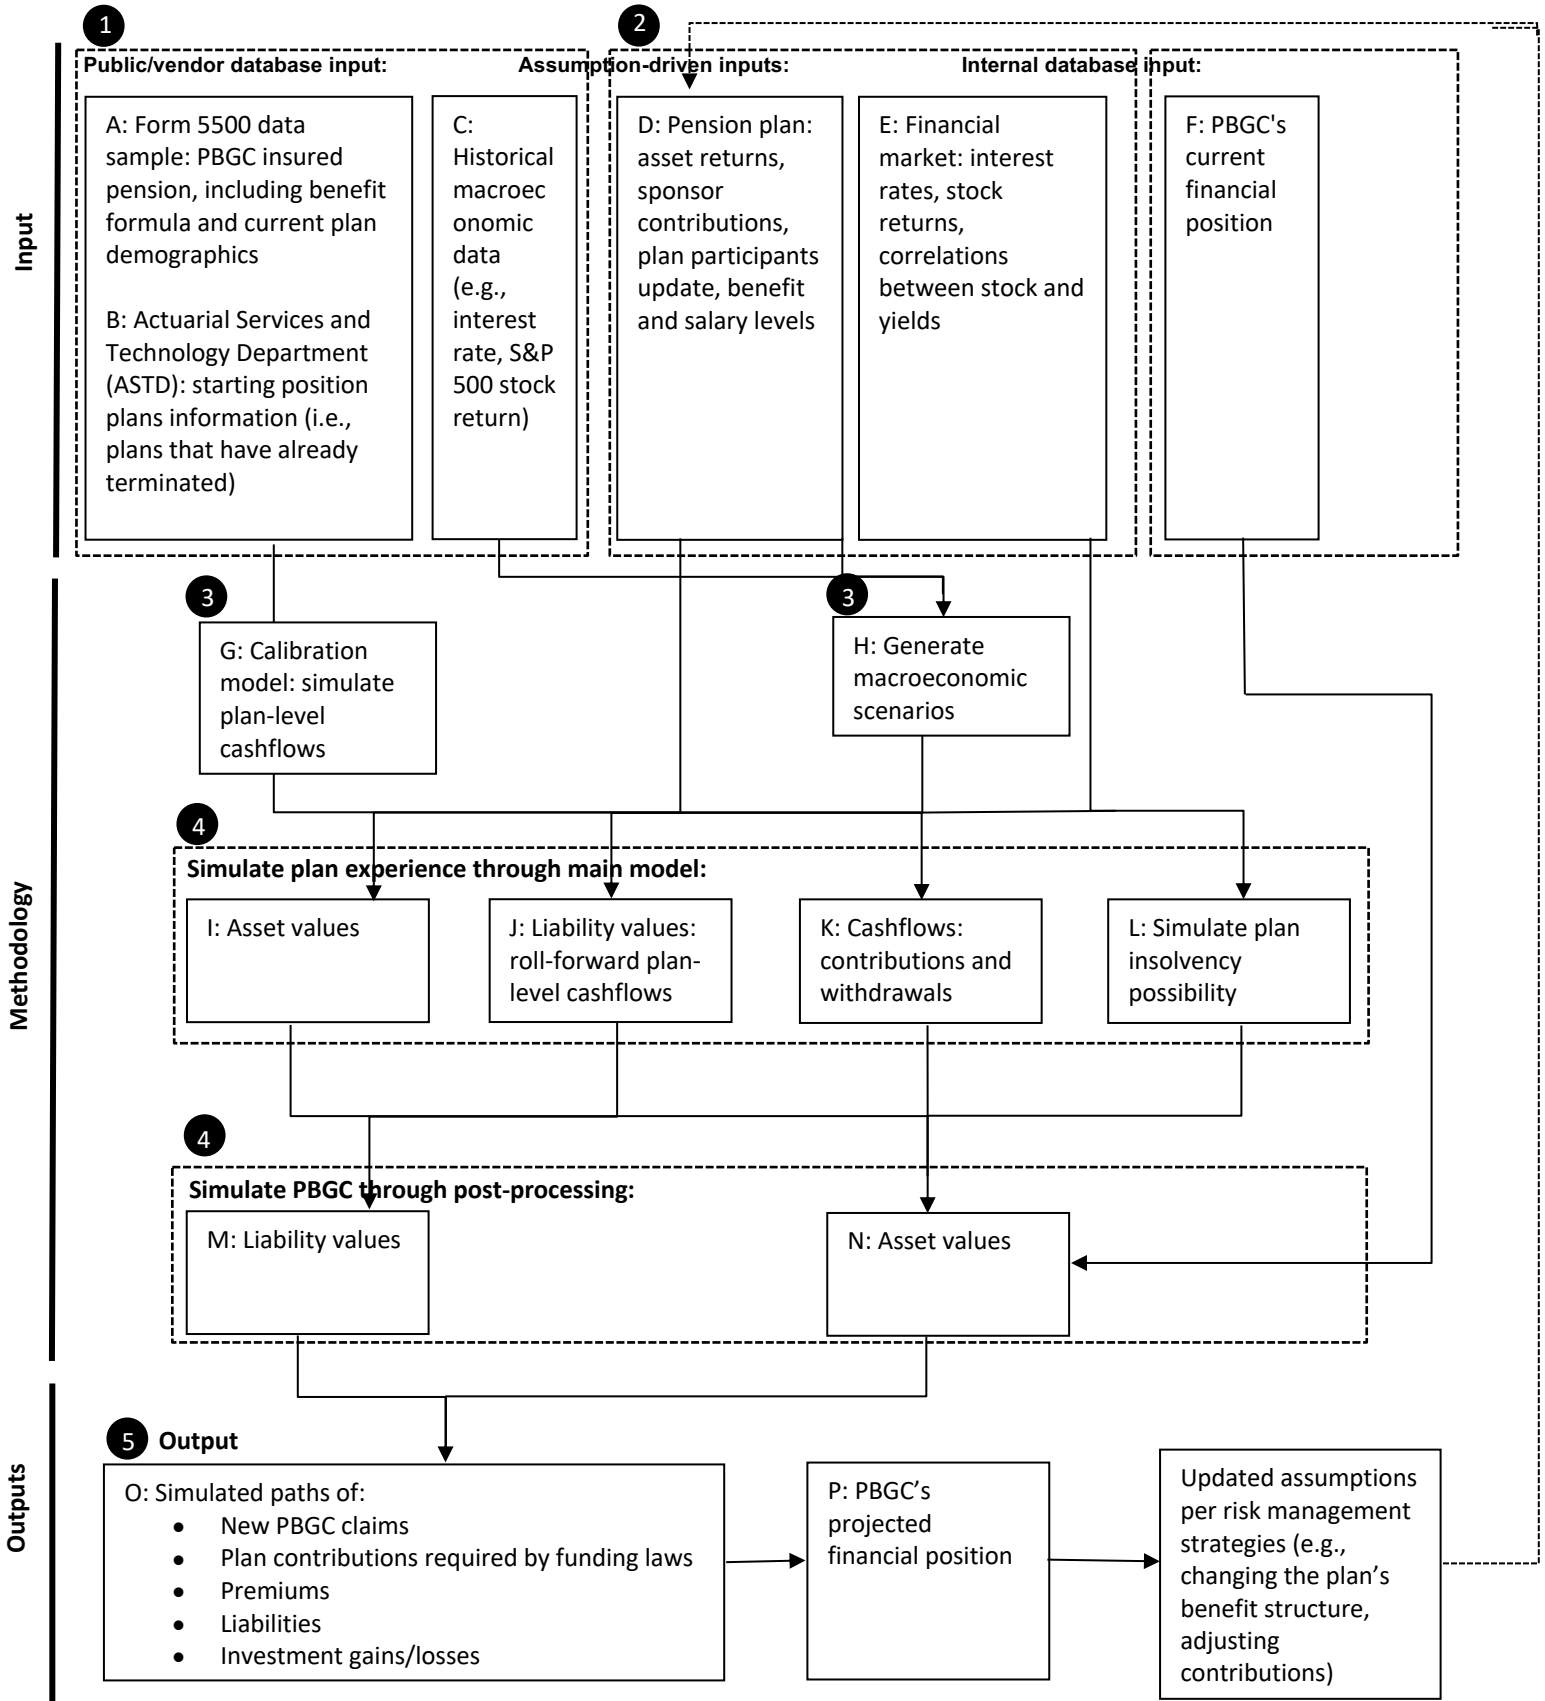 1
2
Public/vendor database input:
Assumption-driven inputs:
Internal database input:
Input
A: Form 5500 data
sample: PBGC insured
pension, including benefit
formula and current plan
demographics
B: Actuarial Services and
Technology Department
(ASTD): starting position
plans information (i.e.,
plans that have already
terminated)
C:
Historical
macroec
onomic
data
(e.g.,
interest
rate, S&P
500 stock
return)
D: Pension plan:
asset returns,
sponsor
contributions,
plan participants
update, benefit
and salary levels
E: Financial
market: interest
rates, stock
returns,
correlations
between stock and
yields
F: PBGC's
current
financial
position
Methodology
3
G: Calibration
model: simulate
plan-level
cashflows
3
H: Generate
macroeconomic
scenarios
4
Simulate plan experience through main model:
I: Asset values
J: Liability values:
roll-forward plan-
level cashflows
K: Cashflows:
contributions and
withdrawals
L: Simulate plan
insolvency
possibility
4
Simulate PBGC through post-processing:
M: Liability values
N: Asset values
Outputs
5 Output
O: Simulated paths of:
• New PBGC claims
• Plan contributions required by funding laws
• Premiums
• Liabilities
• Investment gains/losses
P: PBGC’s
projected
financial position
Updated assumptions
per risk management
strategies (e.g.,
changing the plan’s
benefit structure,
adjusting
contributions)